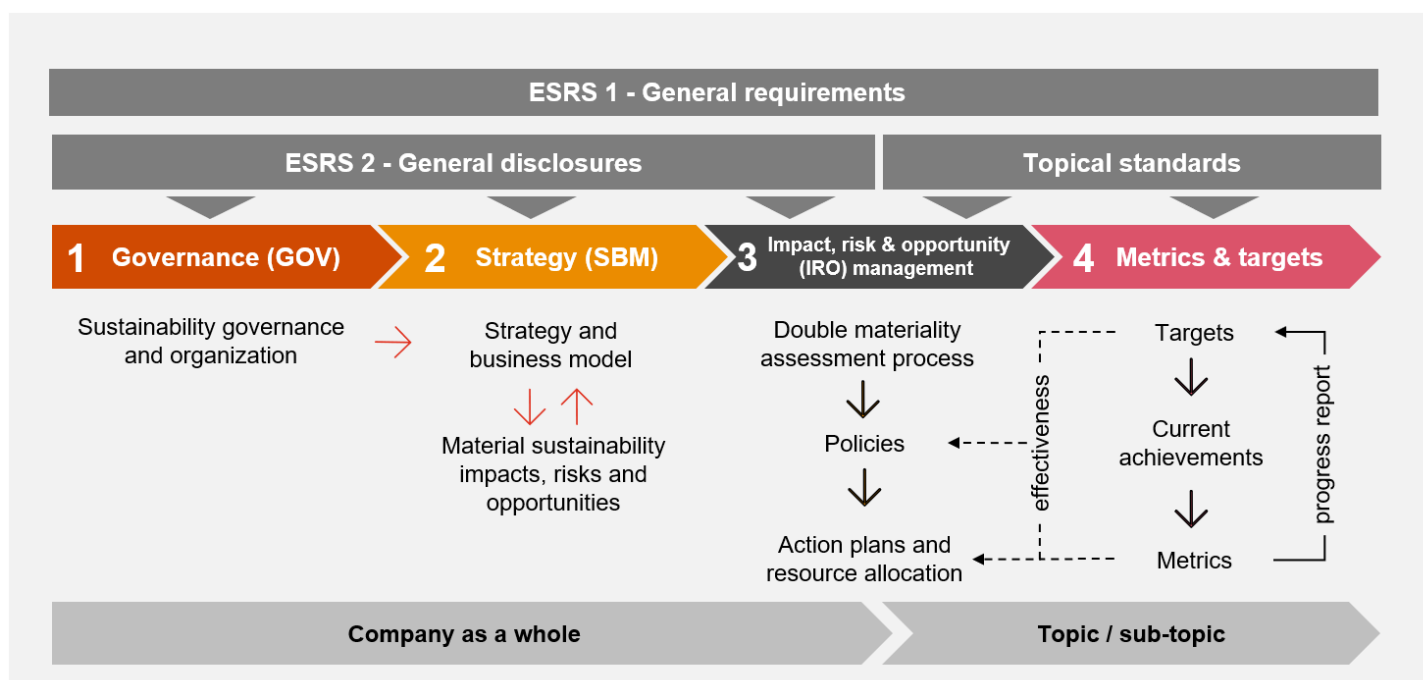 ESRS 1 - General requirements
ESRS 2 - General disclosures
Topical standards
1 Governance (GOV)
2 Strategy (SBM)
3 Impact, risk & opportunity
(IRO) management
4 Metrics & targets
Sustainability governance
and organization
Strategy and
business model
Material sustainability
impacts, risks and
opportunities
Double materiality
assessment process
Policies
Action plans and
resource allocation
effectiveness
Targets
Current
achievements
Metrics
progress report
Company as a whole
Topic / sub-topic